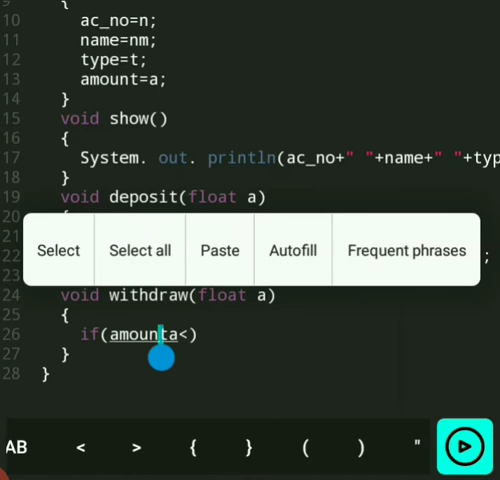 9 {
10 ac_no=n;
11 name=nm;
12 type=t;
13 amount=a;
14 }
15 void show()
16 {
17 System. out. println(ac_no+" "+name+" "+typ
18 }
19 void deposit(float a)
20
21
22 ;
23
Select Select all Paste Autofill Frequent phrases
24 void withdraw(float a)
25 {
26 if(amounta<)
27 }
28 }
AB < > { } ( ) "